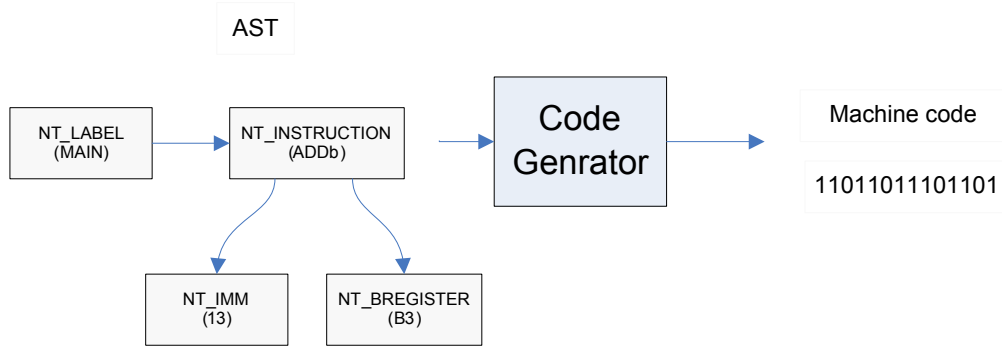 AST
NT_LABEL
(MAIN)
NT_INSTRUCTION
(ADDb)
Code
Genrator
Machine code
11011011101101
NT_IMM
(13)
NT_BREGISTER
(B3)